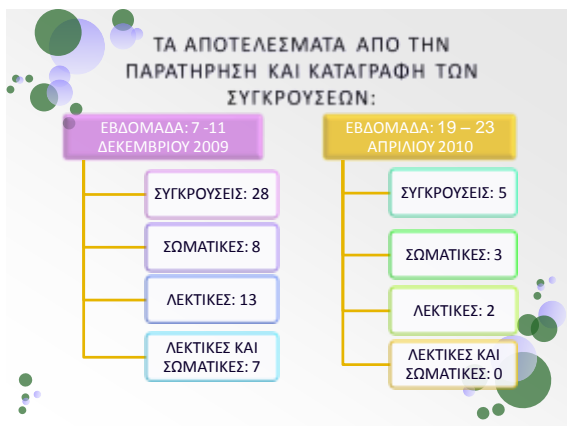 ΤΑ ΑΠΟΤΕΛΕΣΜΑΤΑ ΑΠΟ ΤΗΝ
ΠΑΡΑΤΗΡΗΣΗ ΚΑΙ ΚΑΤΑΓΡΑΦΗ ΤΩΝ
ΣΥΓΚΡΟΥΣΕΩΝ:
ΕΒΔΟΜΑΔΑ: 7 -11
ΔΕΚΕΜΒΡΙΟΥ 2009
ΣΥΓΚΡΟΥΣΕΙΣ: 28
ΣΩΜΑΤΙΚΕΣ: 8
ΛΕΚΤΙΚΕΣ: 13
ΛΕΚΤΙΚΕΣ ΚΑΙ
ΣΩΜΑΤΙΚΕΣ: 7
ΕΒΔΟΜΑΔΑ: 19 – 23
ΑΠΡΙΛΙΟΥ 2010
ΣΥΓΚΡΟΥΣΕΙΣ: 5
ΣΩΜΑΤΙΚΕΣ: 3
ΛΕΚΤΙΚΕΣ: 2
ΛΕΚΤΙΚΕΣ ΚΑΙ
ΣΩΜΑΤΙΚΕΣ: 0